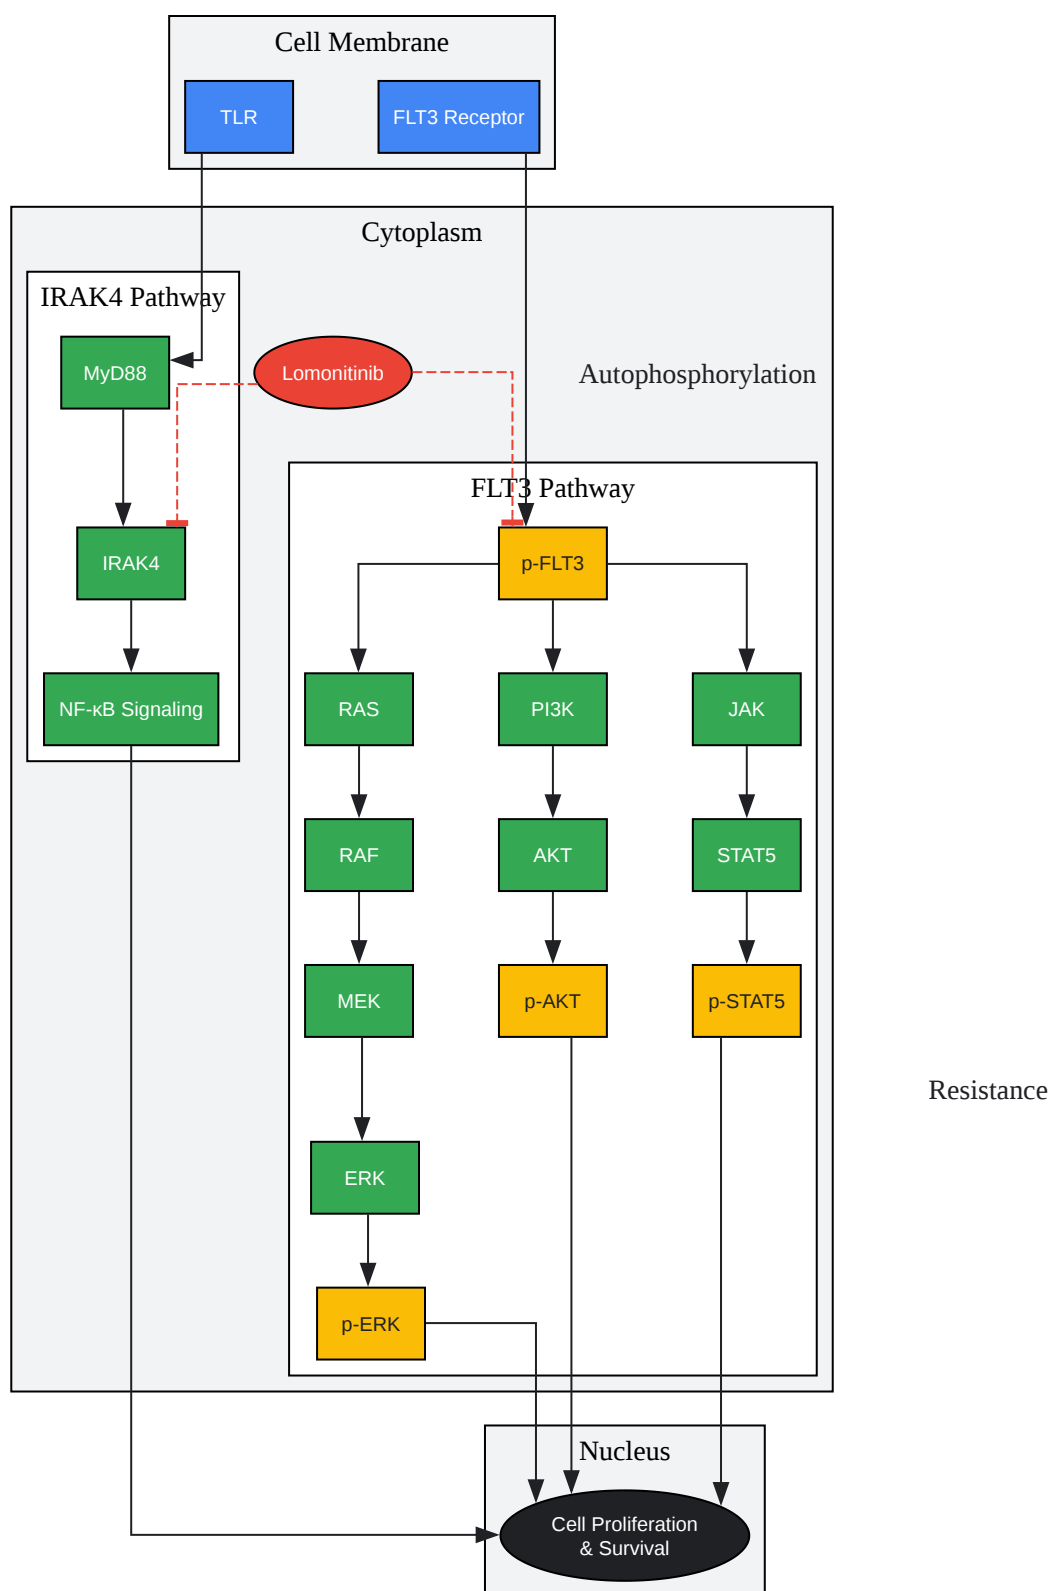 Cell Membrane
TLR
FLT3 Receptor
Cytoplasm
IRAK4 Pathway
MyD88
Lomonitinib
Autophosphorylation
FLT3 Pathway
IRAK4
p-FLT3
NF-κB Signaling
RAS
PI3K
JAK
RAF
AKT
STAT5
MEK
p-AKT
p-STAT5
Resistance
ERK
p-ERK
Nucleus
Cell Proliferation
& Survival